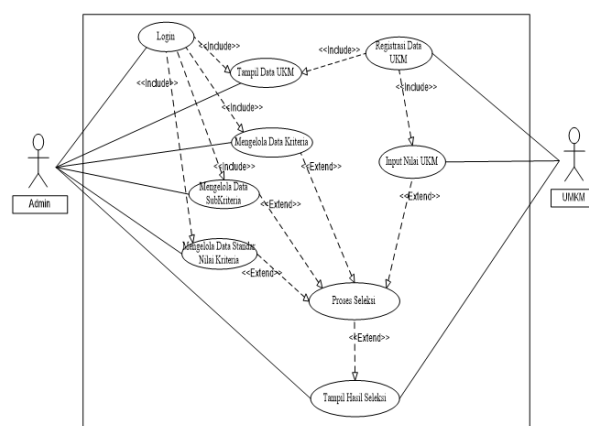 Login
<<Include>>
Tampil Data UKM
<<Include>>
Registrasi Data
UKM
<<Include>>
<<Include>>
<<Include>>
Mengelola Data Kriteria
Input Nilai UKM
<<Include>>
<<Extend>>
Admin
UMKM
Mengelola Data
SubKriteria
<<Extend>>
<<Extend>>
Mengelola Data Standar
Nilai Kriteria
<<Extend>>
Proses Seleksi
<<Extend>>
Tampil Hasil Seleksi